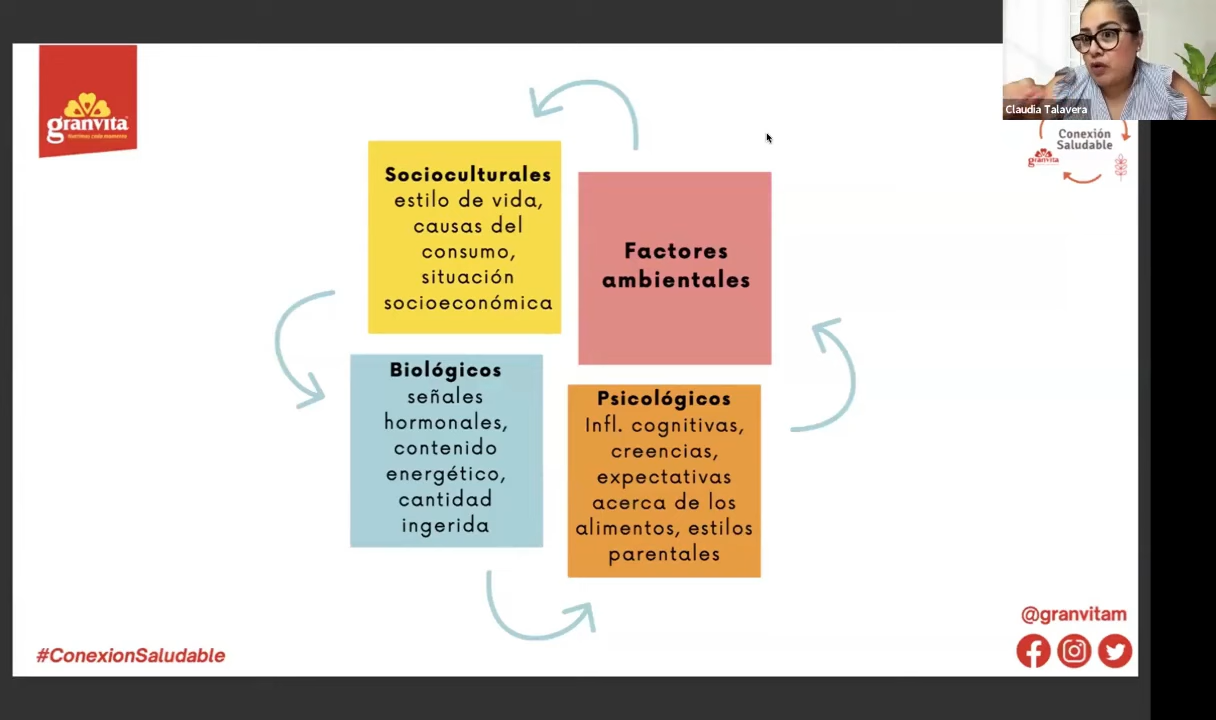 granvita
nutrimos cada momento
Claudia Talavera
Conexión
Saludable
granvita
Socioculturales
estilo de vida,
causas del
consumo,
situación
socioeconómica
Factores
ambientales
Biológicos
señales
hormonales,
contenido
energético,
cantidad
ingerida
Psicológicos
Infl. cognitivas,
creencias,
expectativas
acerca de los
alimentos, estilos
parentales
@granvitam
#ConexionSaludable